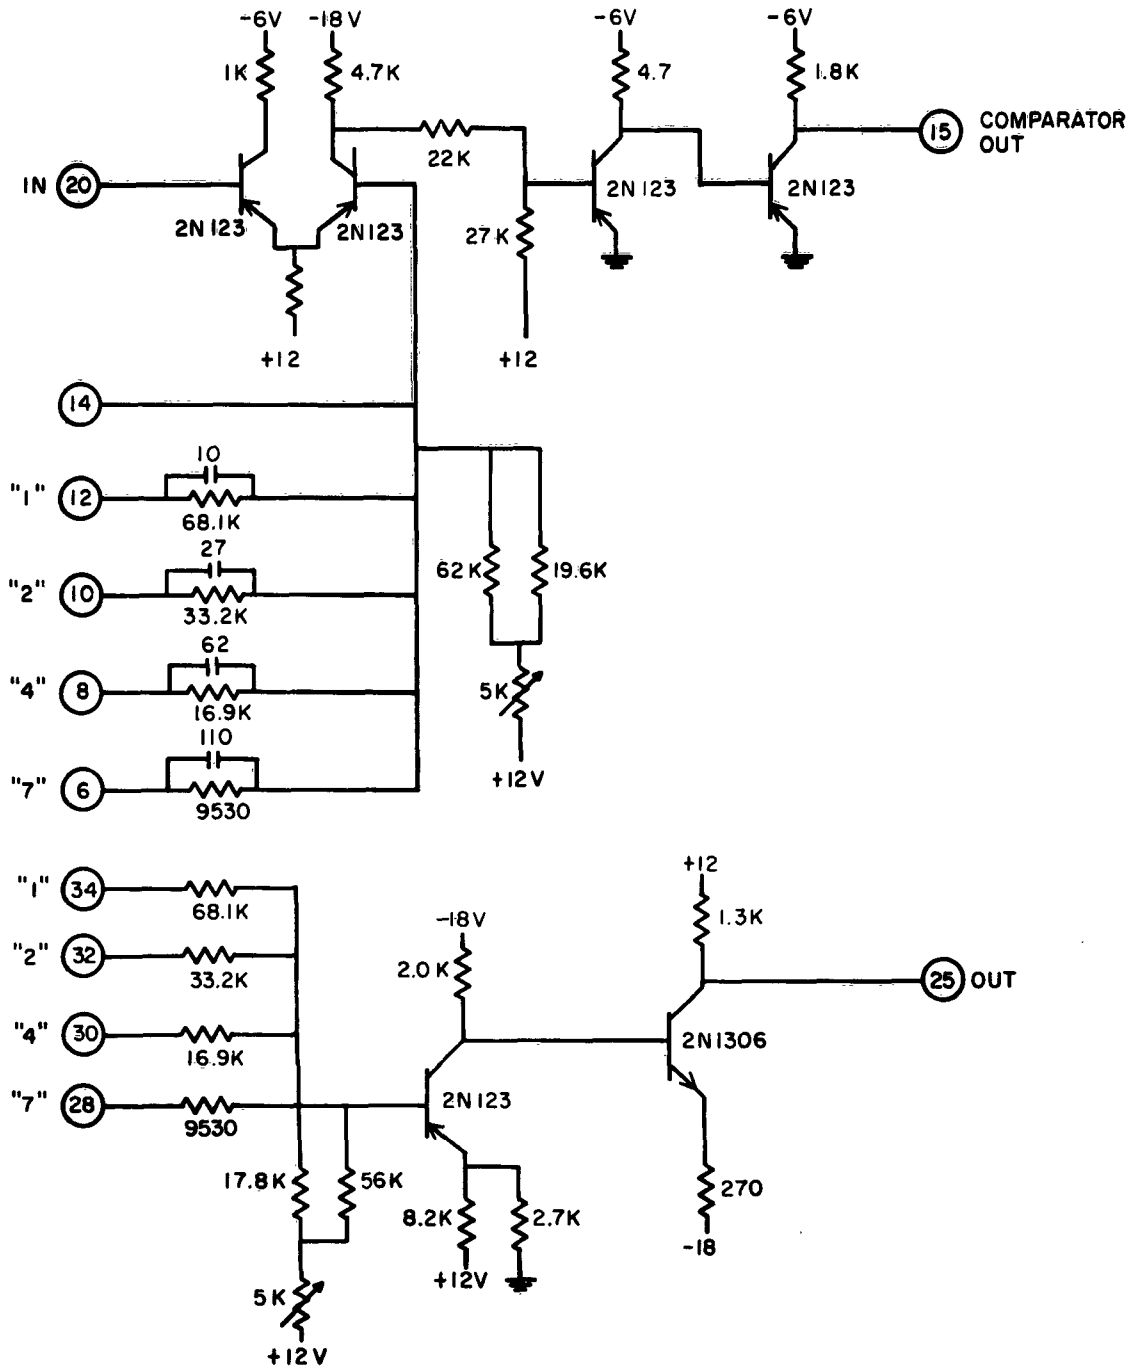 -6V -18V -6V -6V
1K 4.7K 4.7 1.8K
15 COMPARATOR OUT
22K
IN 20 2N123 2N123
2N123 2N123
27K
+12 +12
14
10
"1" 12
68.1K
27
"2" 10 62K 19.6K
33.2K
62
"4" 8 5K
16.9K
110
"7" 6 +12V
9530
+12
"1" 34
68.1K 1.3K
-18V
"2" 32 2.0K
33.2K 25 OUT
"4" 30 2N1306
16.9K
"7" 28 2N123
9530
17.8K 56K 270
8.2K 2.7K
-18
+12V
5K
+12V